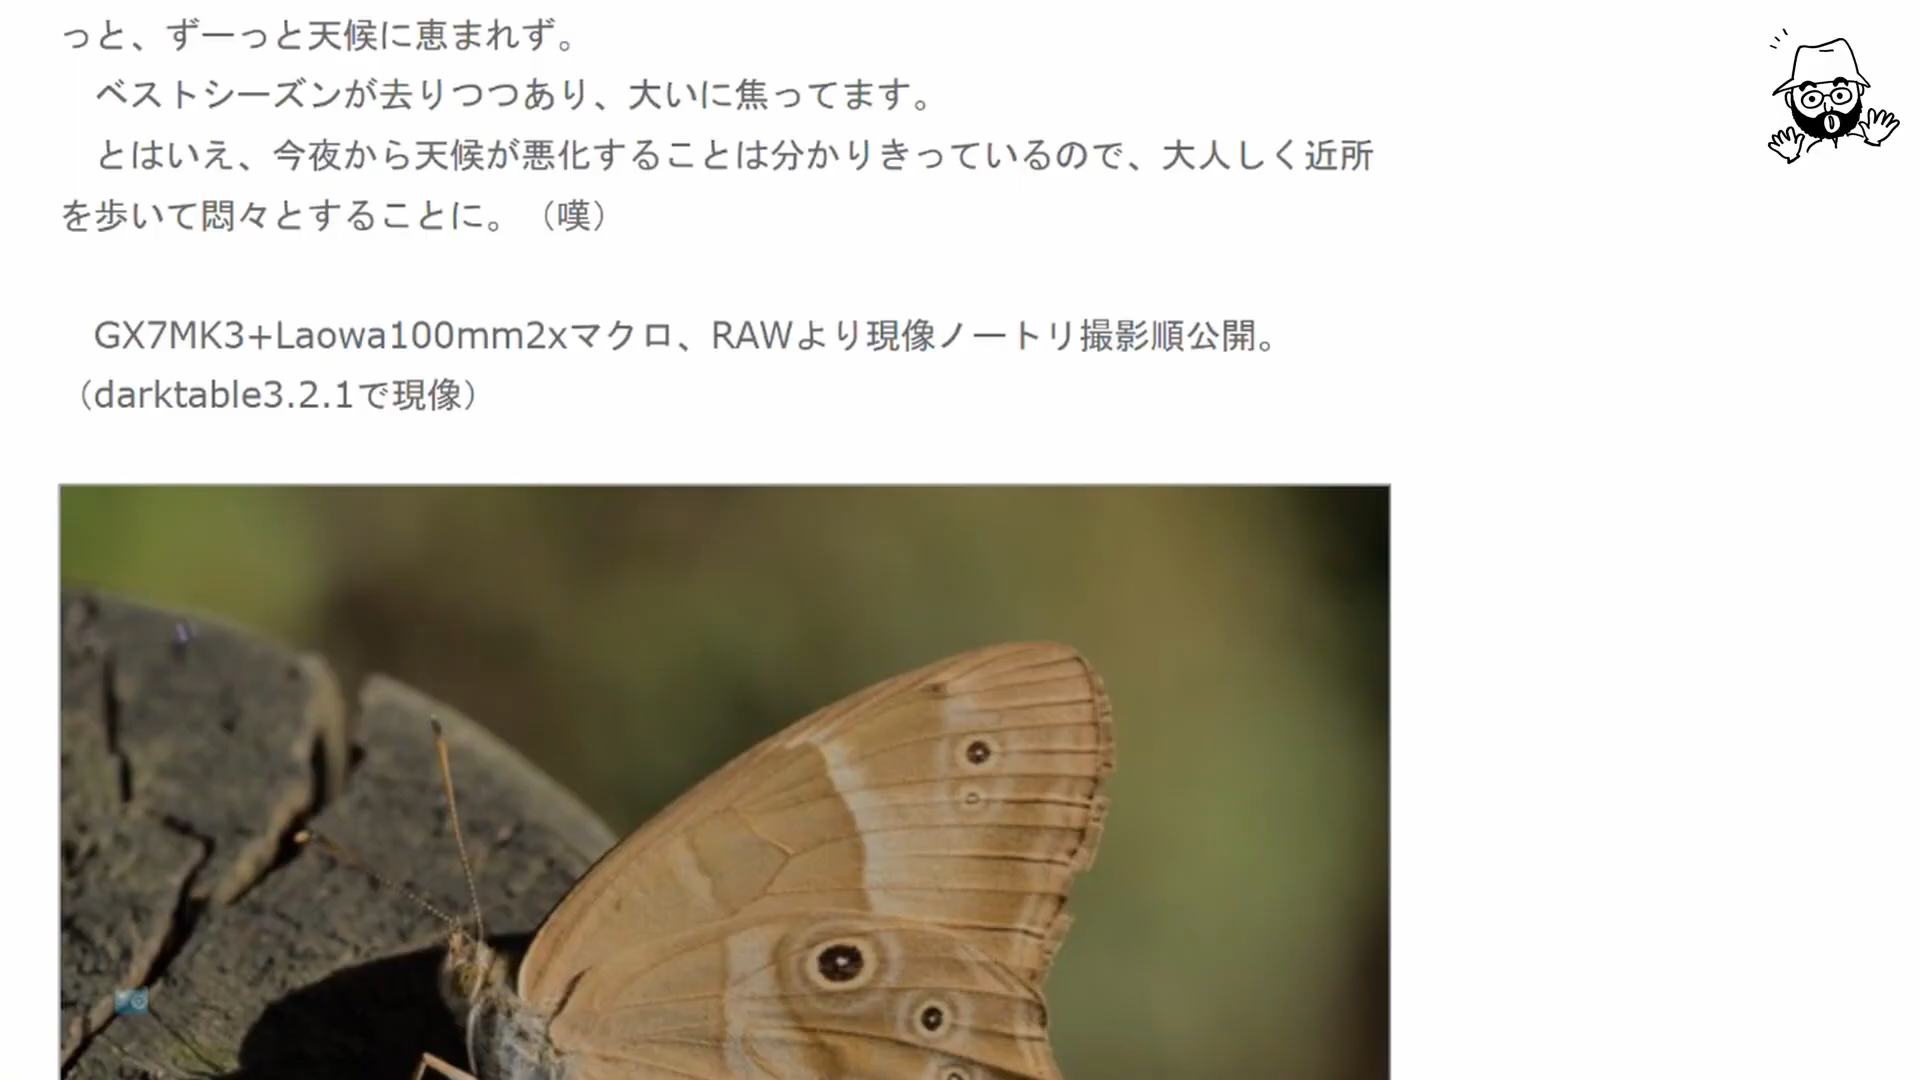 っと、ずーっと天候に恵まれず。
ベストシーズンが去りつつあり、大いに焦ってます。
とはいえ、今夜から天候が悪化することは分かりきっているので、大人しく近所
を歩いて悶々とすることに。（嘆）
GX7MK3+Laowa100mm2xマクロ、RAWより現像ノートリ撮影順公開。
（darktable3.2.1で現像）